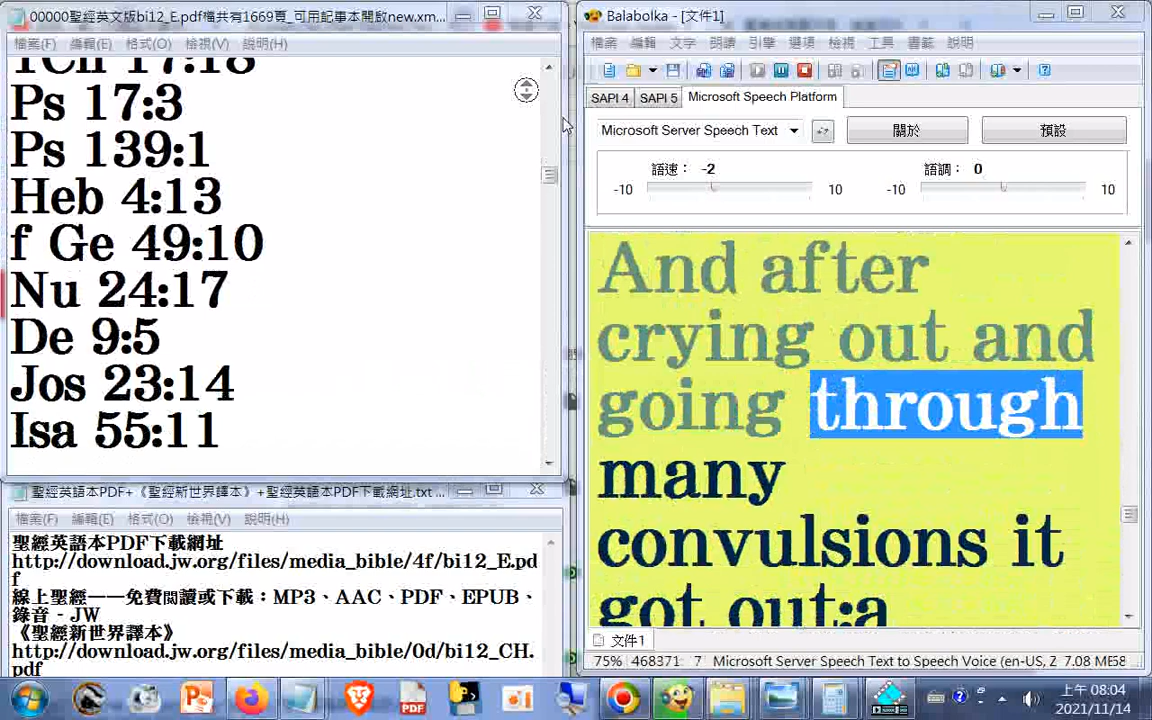 00000聖經英文版bi12_E.pdf檔共有1669頁_可用記事本開啟new.xm...
檔案(F) 編輯(E) 格式(O) 檢視(V) 說明(H)
1Ch 17:18
Ps 17:3
Ps 139:1
Heb 4:13
f Ge 49:10
Nu 24:17
De 9:5
Jos 23:14
Isa 55:11
聖經英語本PDF+《聖經新世界譯本》+聖經英語本PDF下載網址.txt ...
檔案(F) 編輯(E) 格式(O) 檢視(V) 說明(H)
聖經英語本PDF下載網址
http://download.jw.org/files/media_bible/4f/bi12_E.pd
f
線上聖經——免費閱讀或下載：MP3、AAC、PDF、EPUB、
錄音 - JW
《聖經新世界譯本》
http://download.jw.org/files/media_bible/0d/bi12_CH.
pdf
Balabolka - [文件1]
檔案 編輯 文字 朗讀 引擎 選項 檢視 工具 書籤 說明
SAPI 4 SAPI 5 Microsoft Speech Platform
Microsoft Server Speech Text 關於 預設
語速： -2 語調： 0
-10 10 -10 10
And after
crying out and
going through
many
convulsions it
got out:a
文件1
75% 468371 7 Microsoft Server Speech Text to Speech Voice (en-US, Z 7.08 ME58
上午 08:04
2021/11/14